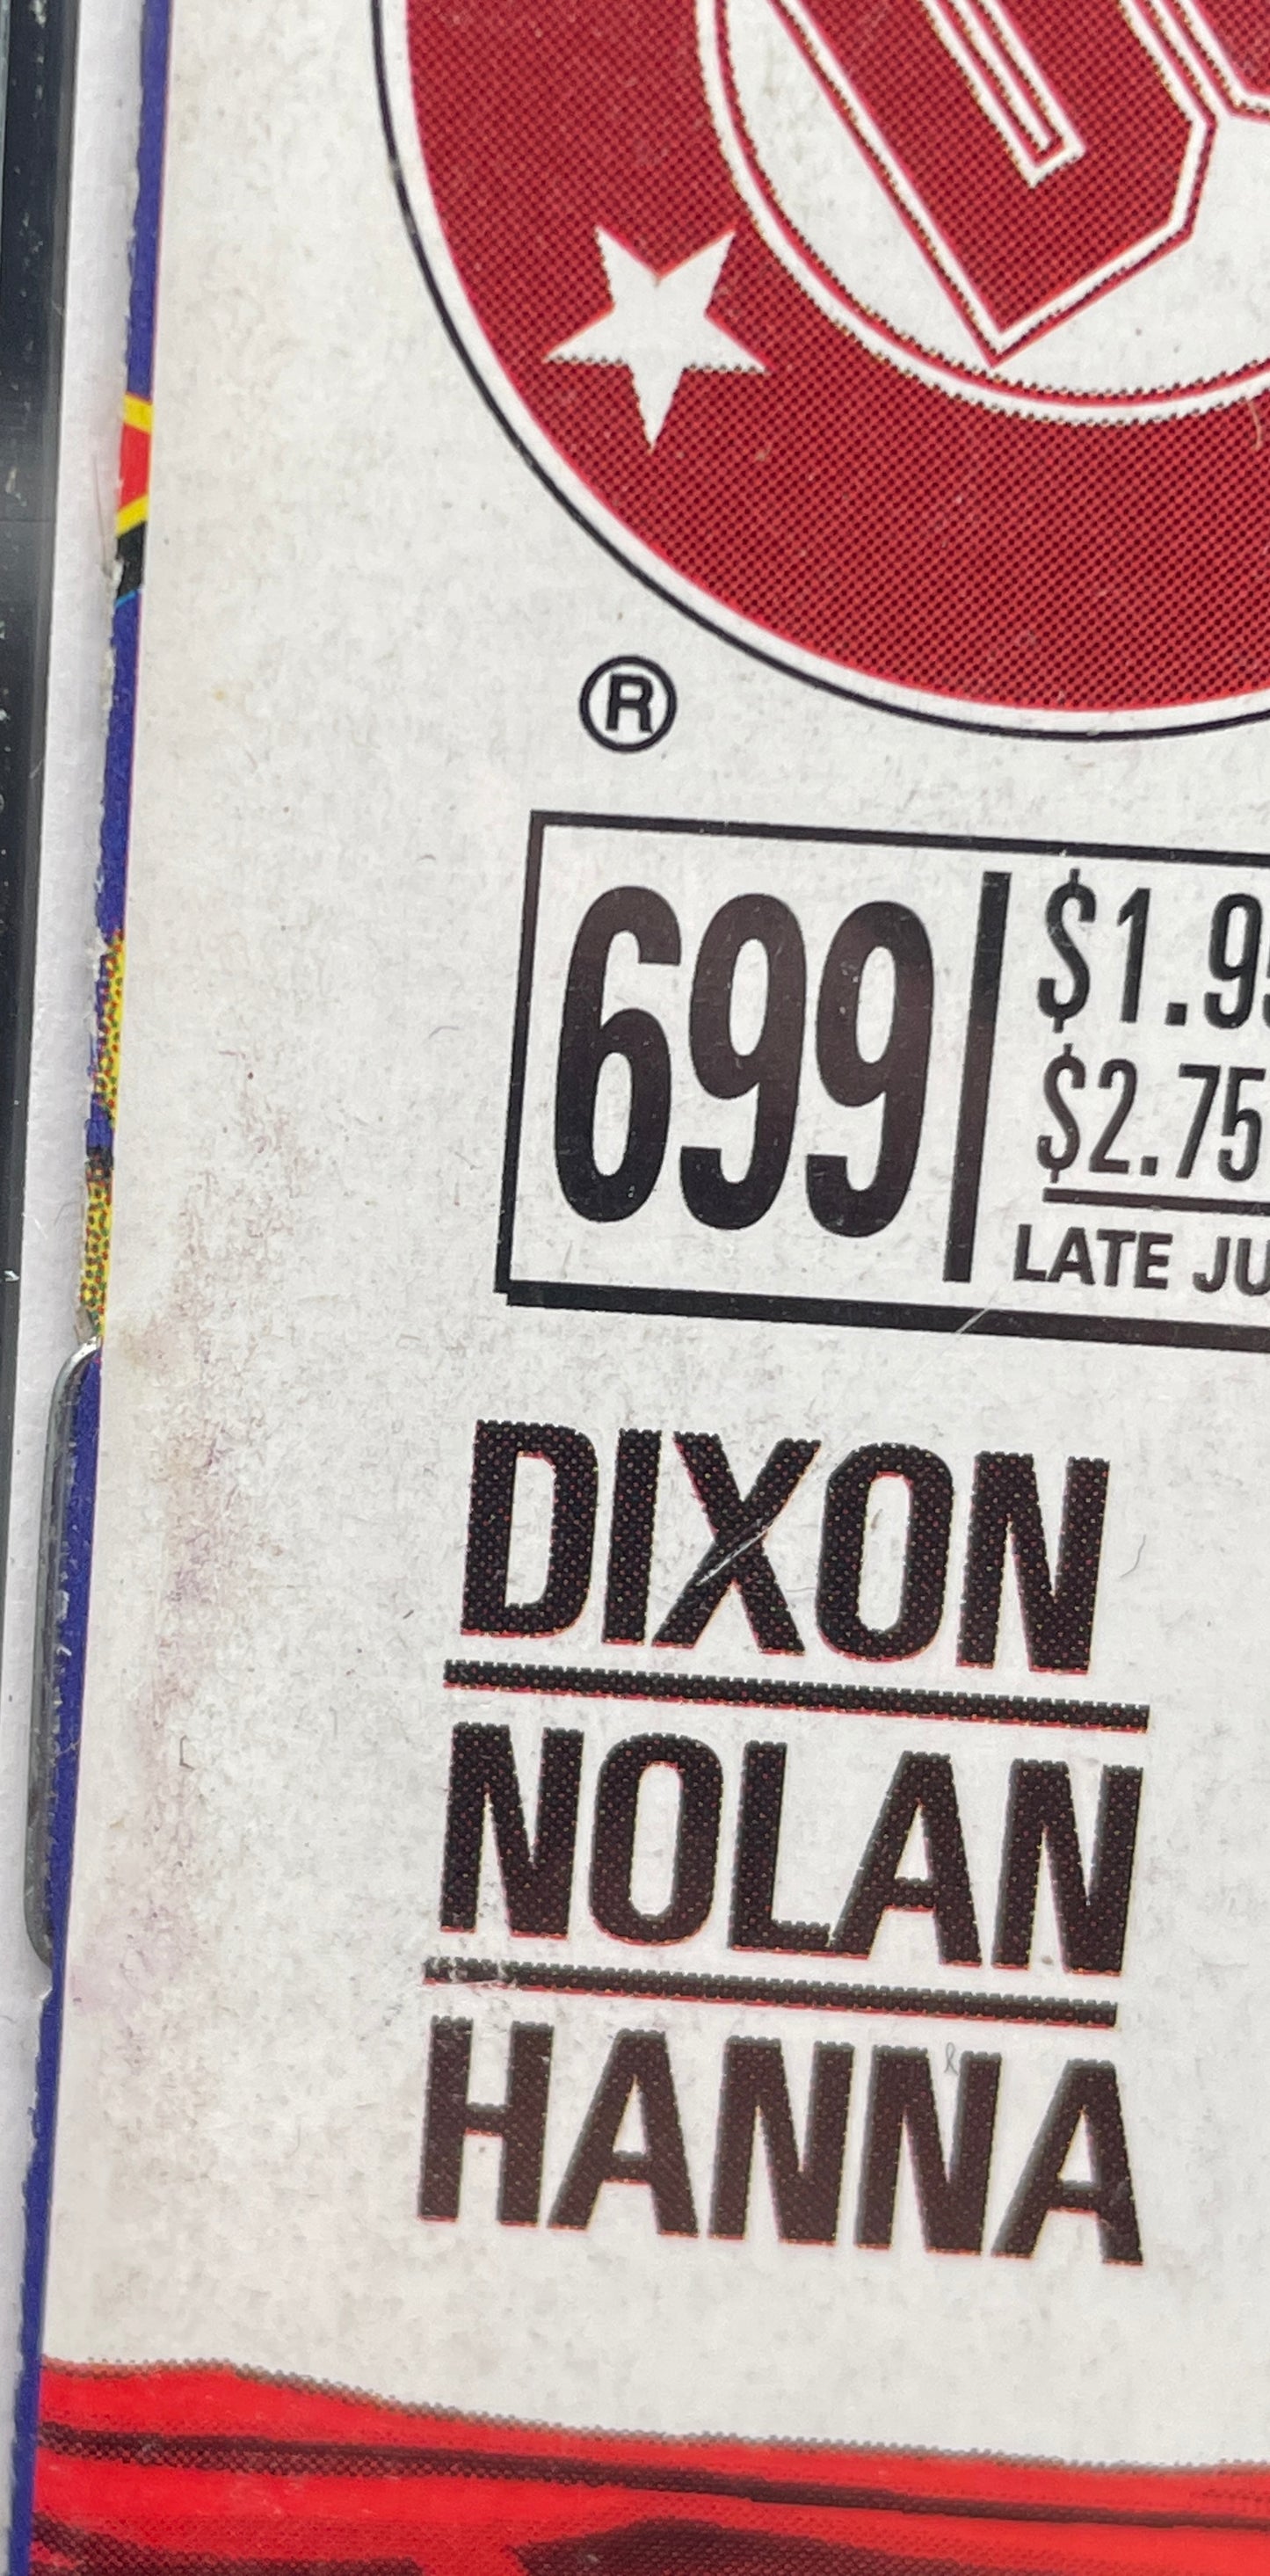 ®
699
$1.9
$2.75
LATE JU
DIXON
NOLAN
HANNA